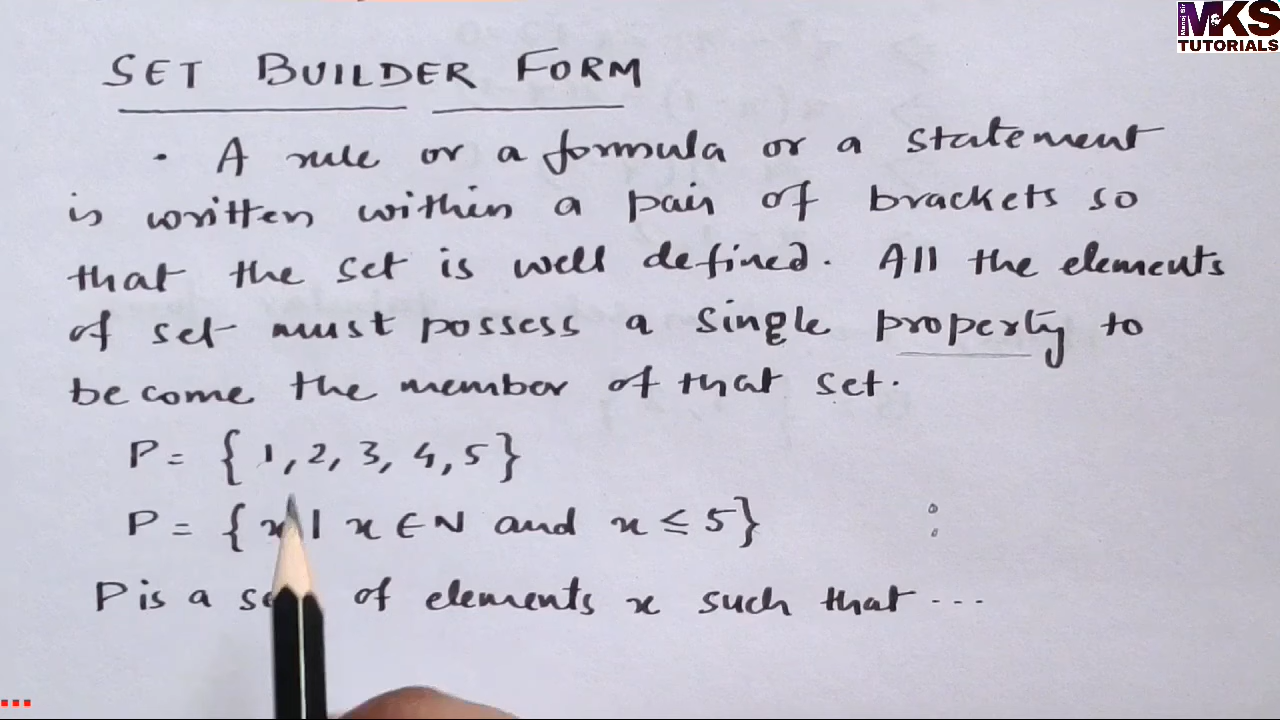 MKS
TUTORIALS
SET BUILDER FORM
· A rule or a formula or a statement
is written within a pair of brackets so
that the set is well defined. All the elements
of set must possess a single property to
become the member of that set.
P = {1, 2, 3, 4, 5}
P = {x | x ∈ N and x ≤ 5} :
P is a of elements x such that ...